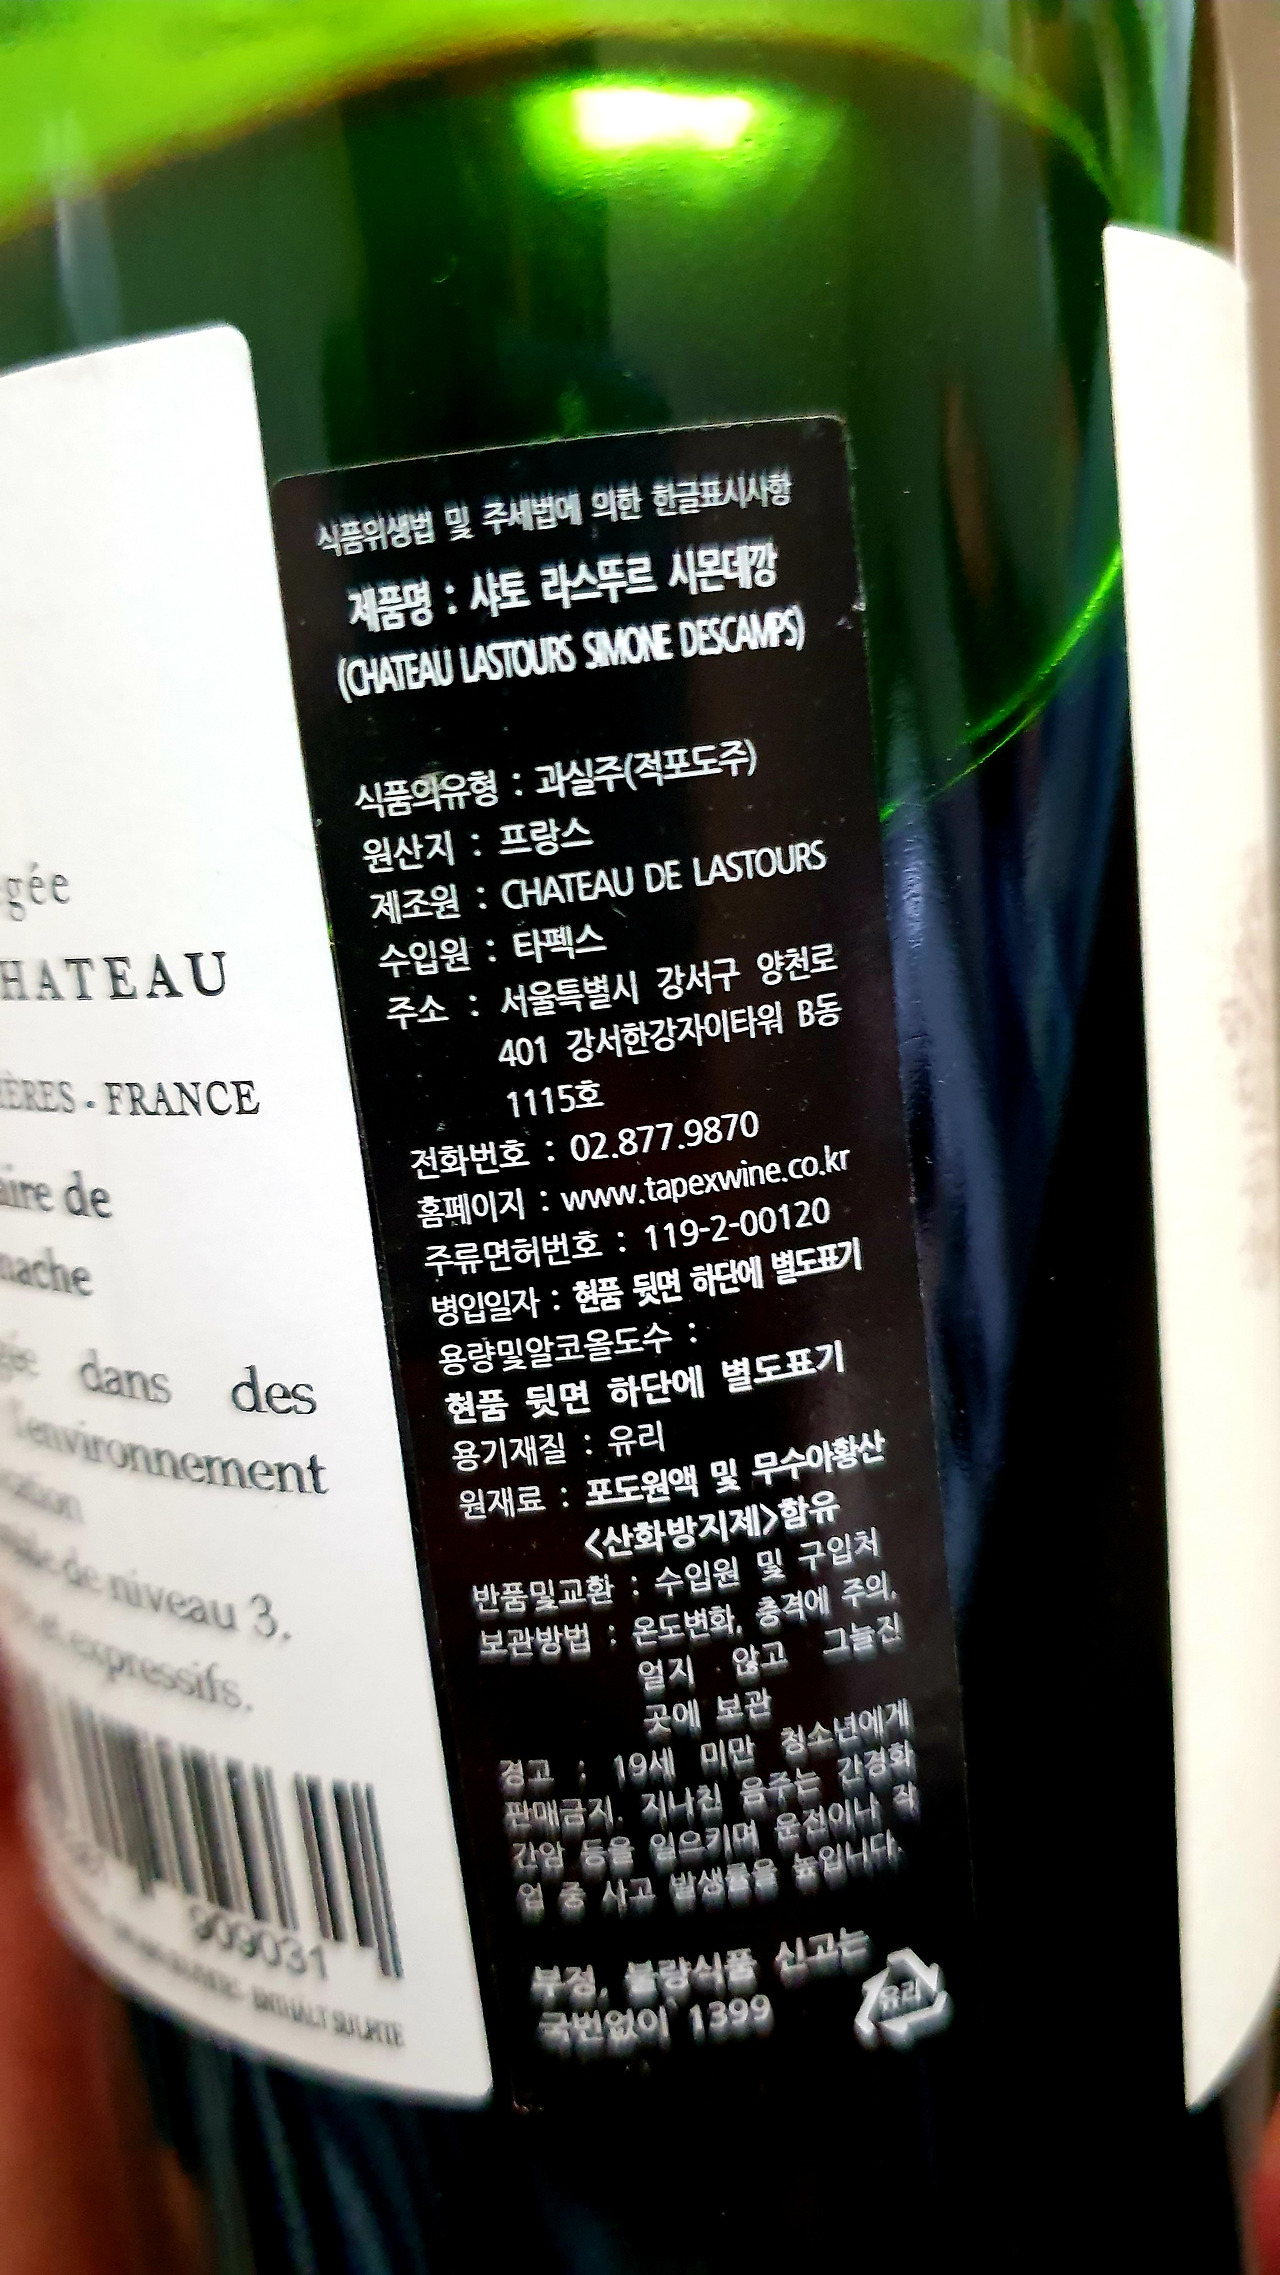 gée
HATEAU
IÈRES - FRANCE
aire de
nache
dans des
l'environnement
de niveau 3.
et expressifs.
909031
식품위생법 및 주세법에 의한 한글표시사항
제품명 : 샤또 라스뚜르 시몬데깡
(CHATEAU LASTOURS SIMONE DESCAMPS)
식품의유형 : 과실주(적포도주)
원산지 : 프랑스
제조원 : CHATEAU DE LASTOURS
수입원 : 타펙스
주소 : 서울특별시 강서구 양천로
401 강서한강자이타워 B동
1115호
전화번호 : 02.877.9870
홈페이지 : www.tapexwine.co.kr
주류면허번호 : 119-2-00120
병입일자 : 현품 뒷면 하단에 별도표기
용량및알코올도수 :
현품 뒷면 하단에 별도표기
용기재질 : 유리
원재료 : 포도원액 및 무수아황산
<산화방지제>함유
반품및교환 : 수입원 및 구입처
보관방법 : 온도변화, 충격에 주의,
얼지 않고 그늘진
곳에 보관
경고 : 19세 미만 청소년에게
판매금지. 지나친 음주는 간경화
간암 등을 일으키며 운전이나 작
업 중 사고 발생률을 높입니다.
부정, 불량식품 신고는
국번없이 1399
유리